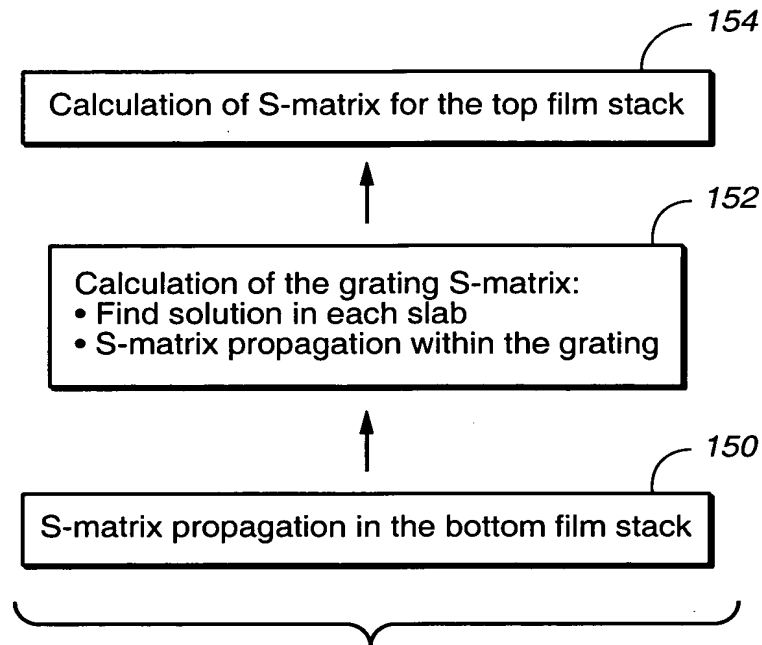 154
Calculation of S-matrix for the top film stack
152
Calculation of the grating S-matrix:
• Find solution in each slab
• S-matrix propagation within the grating
150
S-matrix propagation in the bottom film stack